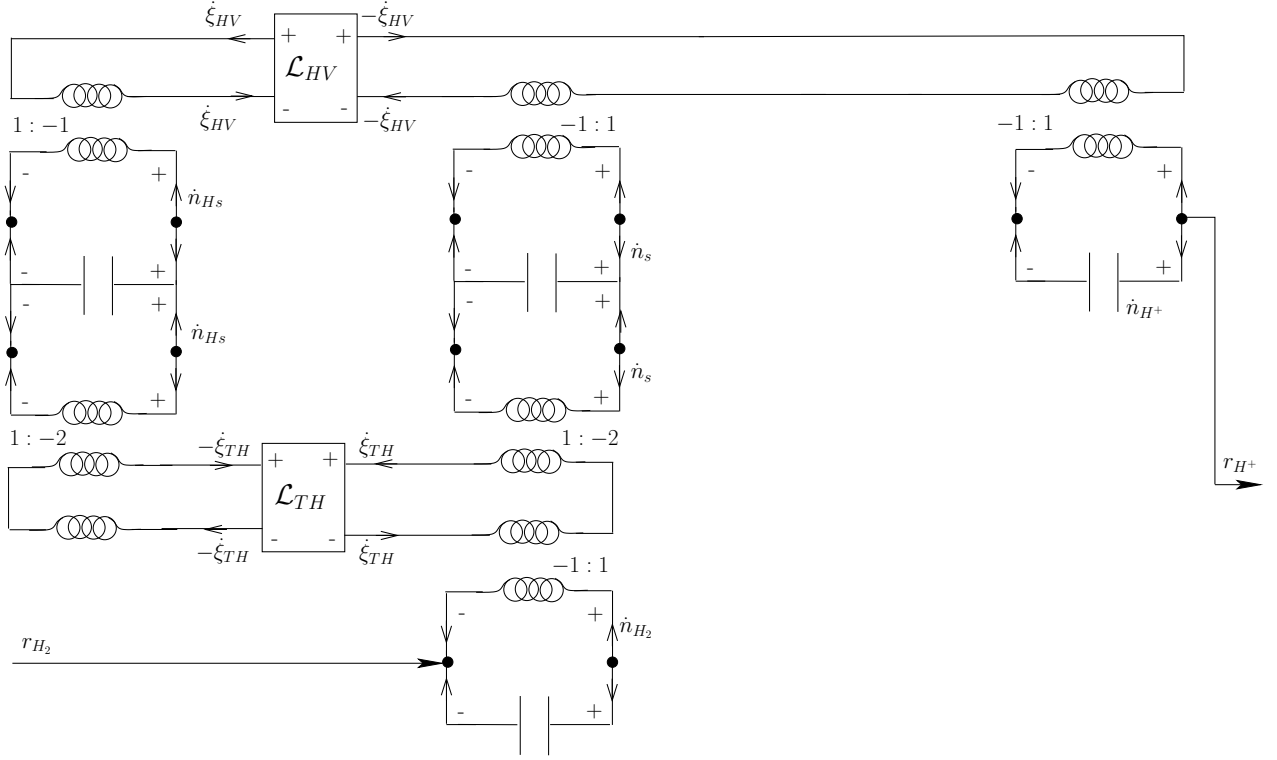 $\dot{\xi}_{HV}$ $-\dot{\xi}_{HV}$
+ +
$\mathcal{L}_{HV}$
- -
$\dot{\xi}_{HV}$ $-\dot{\xi}_{HV}$
1 : −1 −1 : 1 −1 : 1
- + - + - +
$\dot{n}_{Hs}$
$\dot{n}_s$
- + - + - +
- + - +
$\dot{n}_{H^+}$
$\dot{n}_{Hs}$
$\dot{n}_s$
- + - +
1 : −2 $-\dot{\xi}_{TH}$ $\dot{\xi}_{TH}$ 1 : −2
+ +
$r_{H^+}$
$\mathcal{L}_{TH}$
- -
$-\dot{\xi}_{TH}$ $\dot{\xi}_{TH}$
−1 : 1
- +
$\dot{n}_{H_2}$
$r_{H_2}$
- +